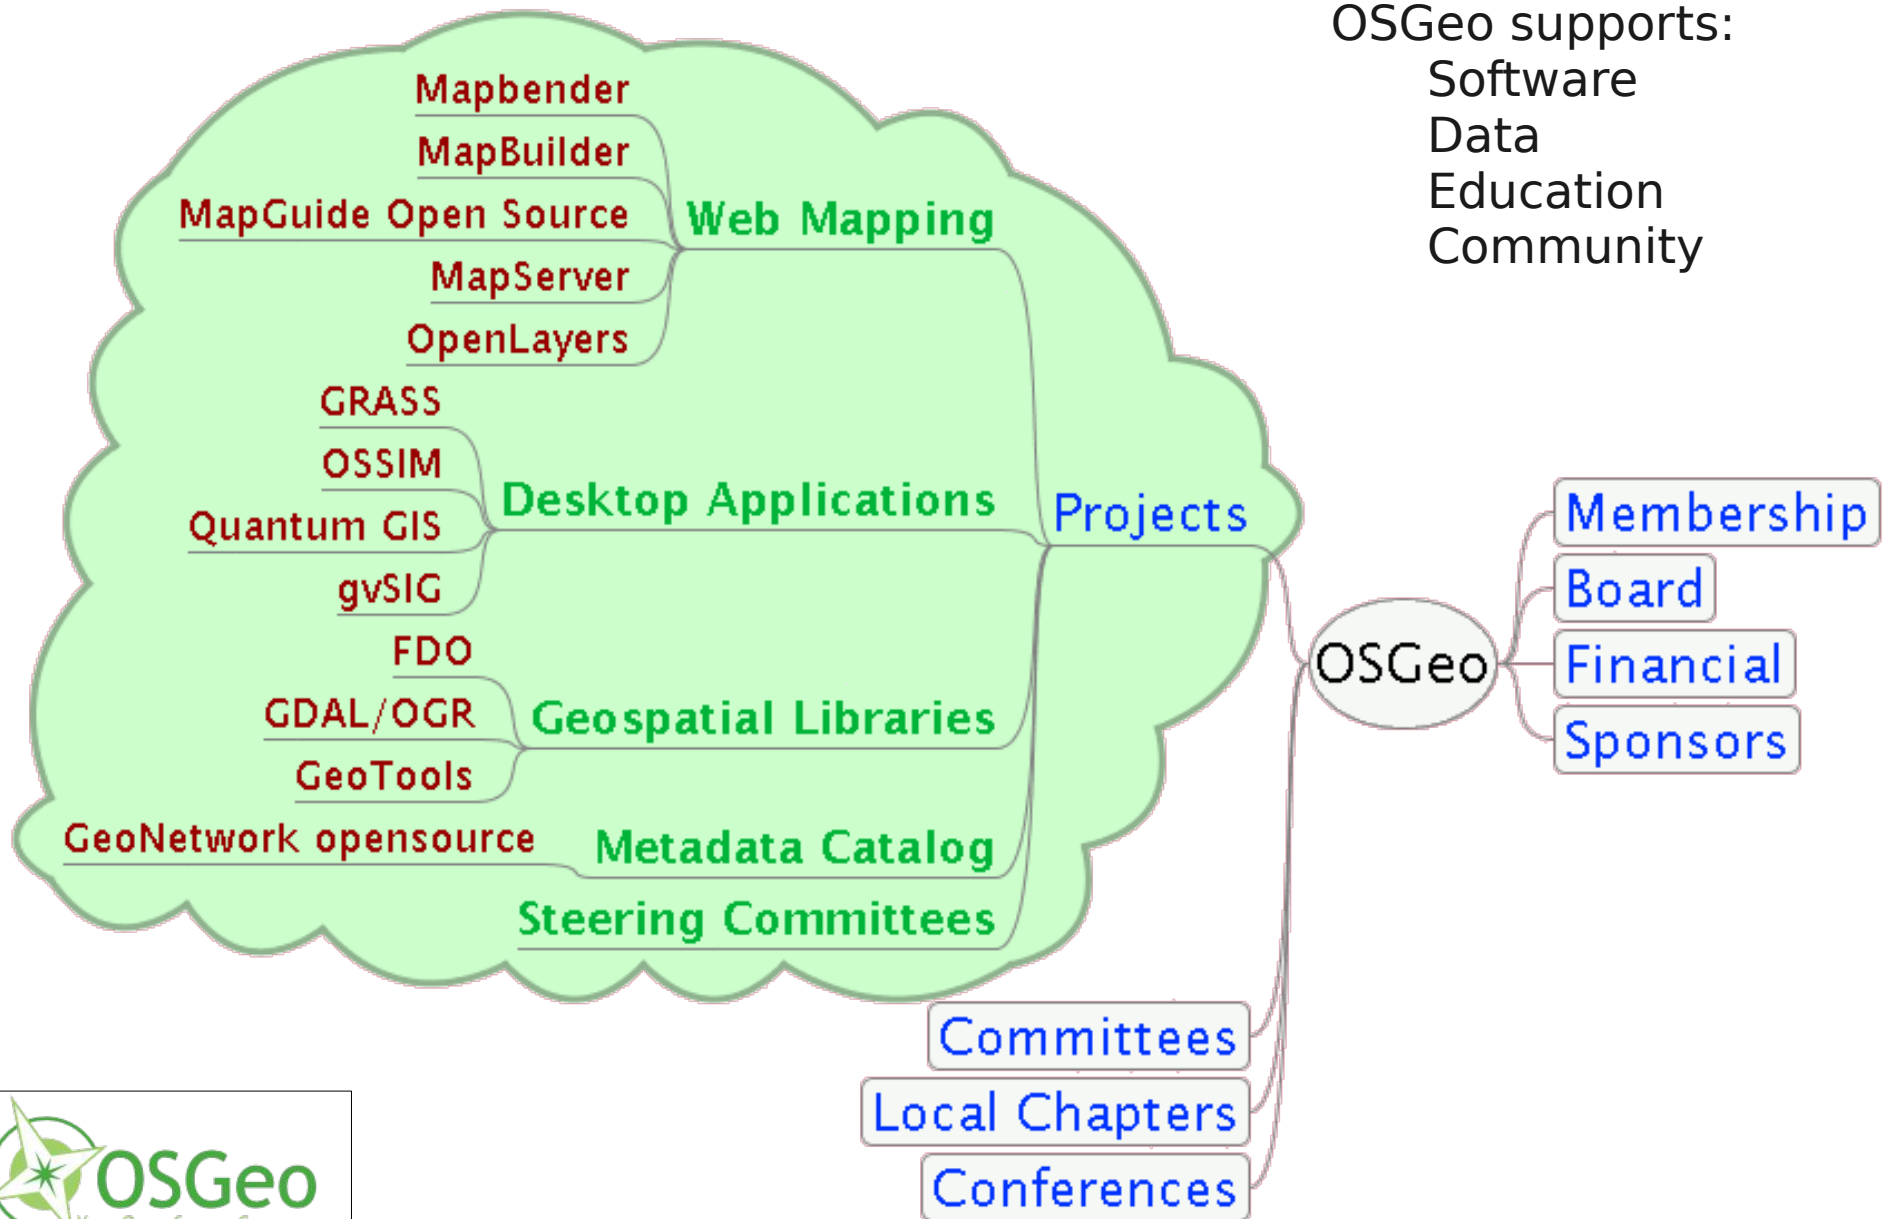 OSGeo supports:
Software
Data
Education
Community
Mapbender
MapBuilder
MapGuide Open Source
MapServer
OpenLayers
Web Mapping
GRASS
OSSIM
Quantum GIS
gvSIG
Desktop Applications
FDO
GDAL/OGR
GeoTools
Geospatial Libraries
GeoNetwork opensource
Metadata Catalog
Steering Committees
Projects
OSGeo
Membership
Board
Financial
Sponsors
Committees
Local Chapters
Conferences
OSGeo